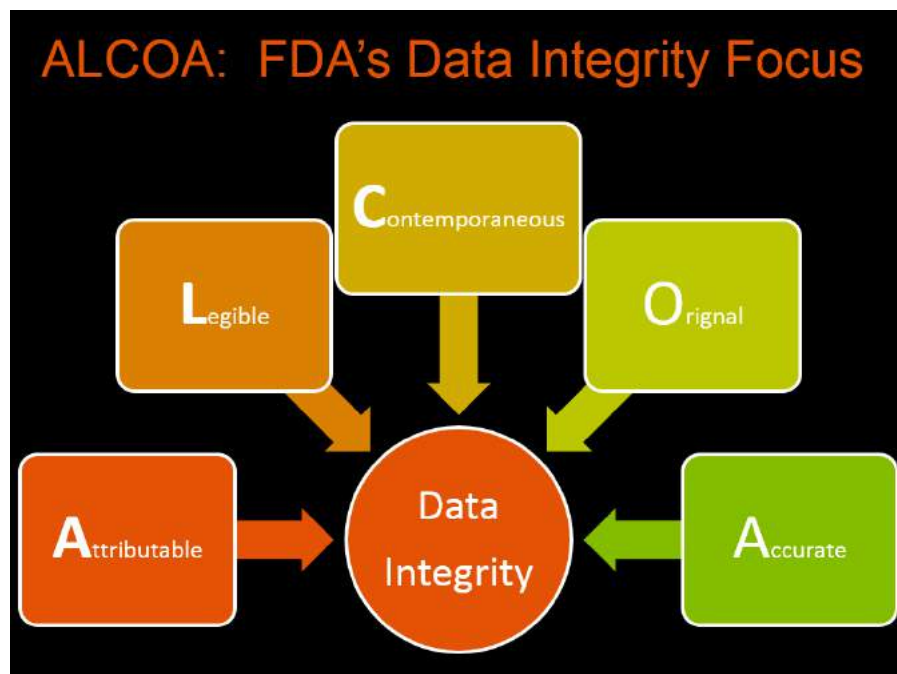 ALCOA: FDA's Data Integrity Focus
Contemporaneous
Legible
Orignal
Attributable
Data
Integrity
Accurate